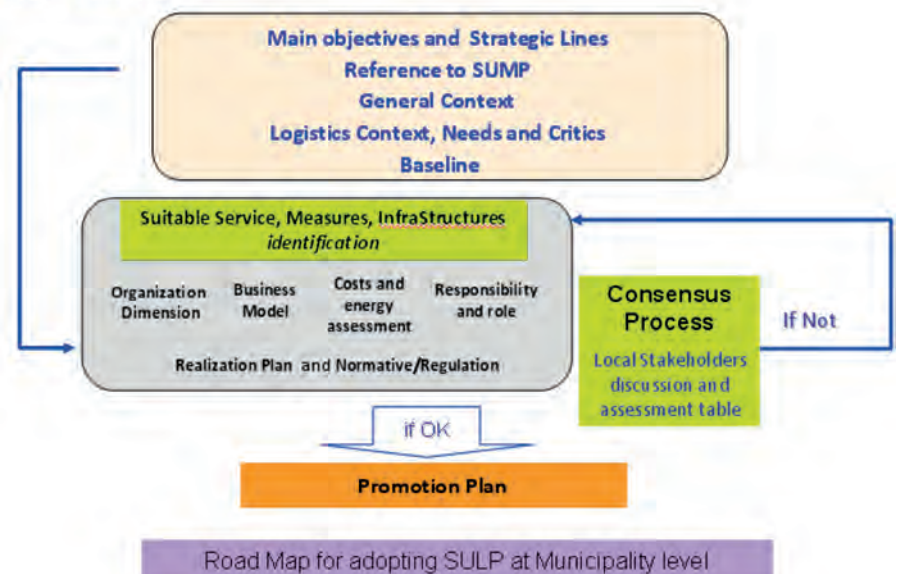 Main objectives and Strategic Lines
Reference to SUMP
General Context
Logistics Context, Needs and Critics
Baseline
Suitable Service, Measures, InfraStructures
identification
Organization
Dimension
Business
Model
Costs and
energy
assessment
Responsibility
and role
Realization Plan and Normative/Regulation
Consensus
Process
Local Stakeholders
discussion and
assessment table
If Not
if OK
Promotion Plan
Road Map for adopting SULP at Municipality level